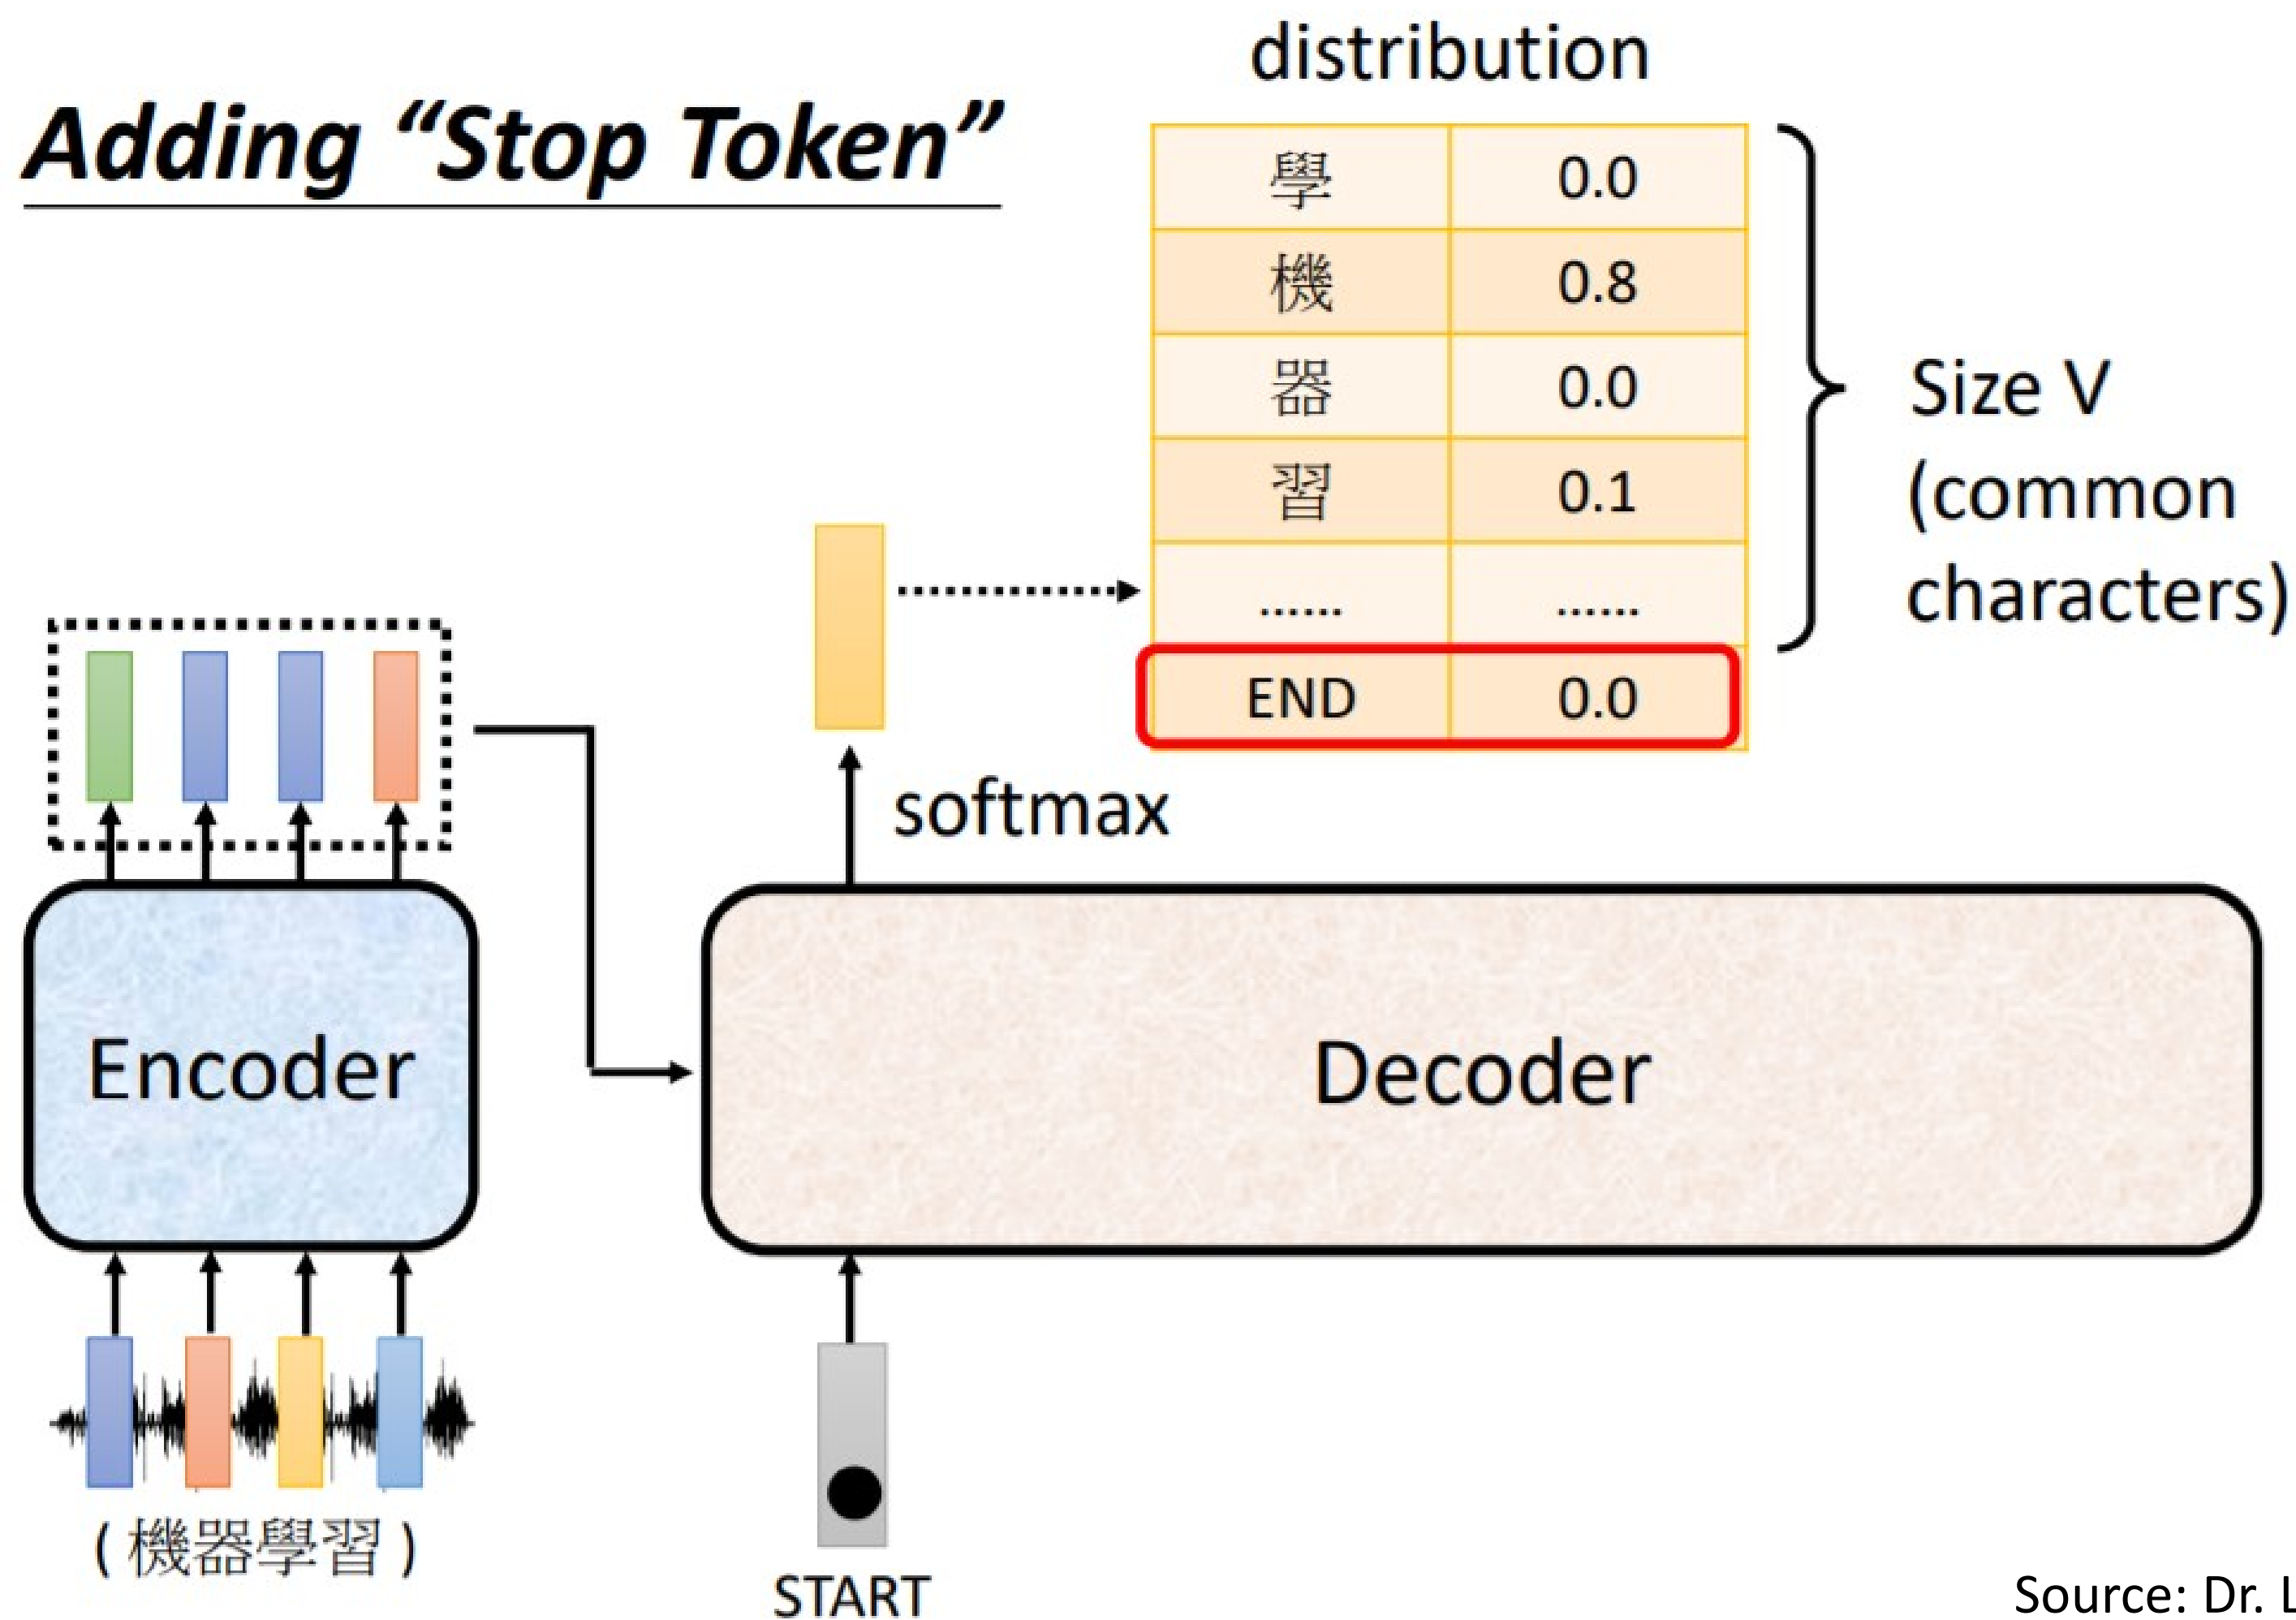 Adding “Stop Token”
distribution
學 0.0
機 0.8
器 0.0
習 0.1
...... ......
END 0.0
Size V
(common
characters)
softmax
Encoder
Decoder
( 機器學習 )
START
Source: Dr. L